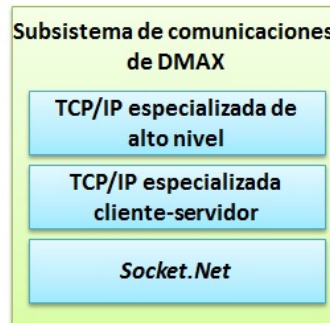 Subsistema de comunicaciones
de DMAX
TCP/IP especializada de
alto nivel
TCP/IP especializada
cliente-servidor
Socket.Net